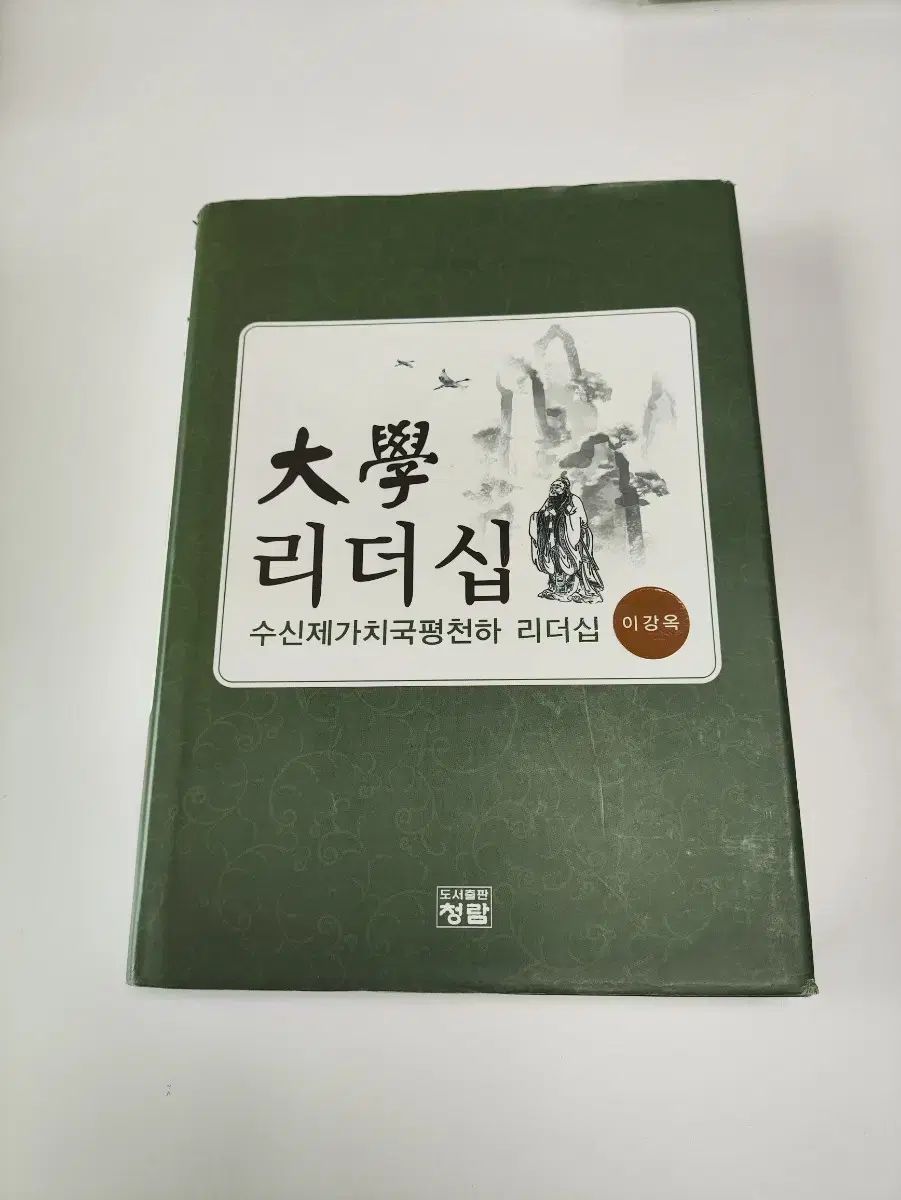 大學
리더십
수신제가치국평천하 리더십
이강옥
도서출판
청람